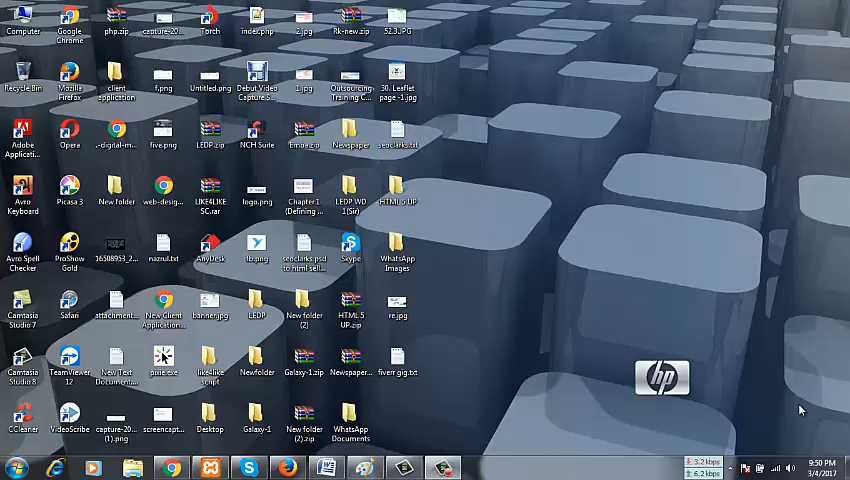 Computer
Google
Chrome
php.zip
capture-20...
Torch
index.php
2.jpg
Rk-new.zip
52.3JPG
Recycle Bin
Mozilla
Firefox
client
application
f.png
Untitled.png
Debut Video
Capture S...
1.jpg
Outsourcing
Training C...
30. Leaflet
page -1.jpg
Adobe
Applicati...
Opera
.-digital-m...
five.png
LEDP.zip
NCH Suite
Emba.zip
Newspaper
seoclarks.txt
Avro
Keyboard
Picasa 3
New folder
web-desig...
LIKE4LIKE
SC.rar
logo.png
Chapter 1
(Defining ...
LEDP WD
1(Sir)
HTML 5 UP
Avro Spell
Checker
ProShow
Gold
16508953_2...
nazrul.txt
AnyDesk
fb.png
seoclarks psd
to html sell...
Skype
WhatsApp
Images
Camtasia
Studio 7
Safari
attachment...
New Client
Application...
banner.jpg
LEDP
New folder
(2)
HTML 5
UP.zip
re.jpg
Camtasia
Studio 8
TeamViewer
12
New Text
Document...
pixie.exe
like4like
script
Newfolder
Galaxy-1.zip
Newspaper...
fiverr gig.txt
CCleaner
VideoScribe
capture-20...
(1).png
screencapt...
Desktop
Galaxy-1
New folder
(2).zip
WhatsApp
Documents
hp
3.2 kbps
6.2 kbps
9:50 PM
3/4/2017